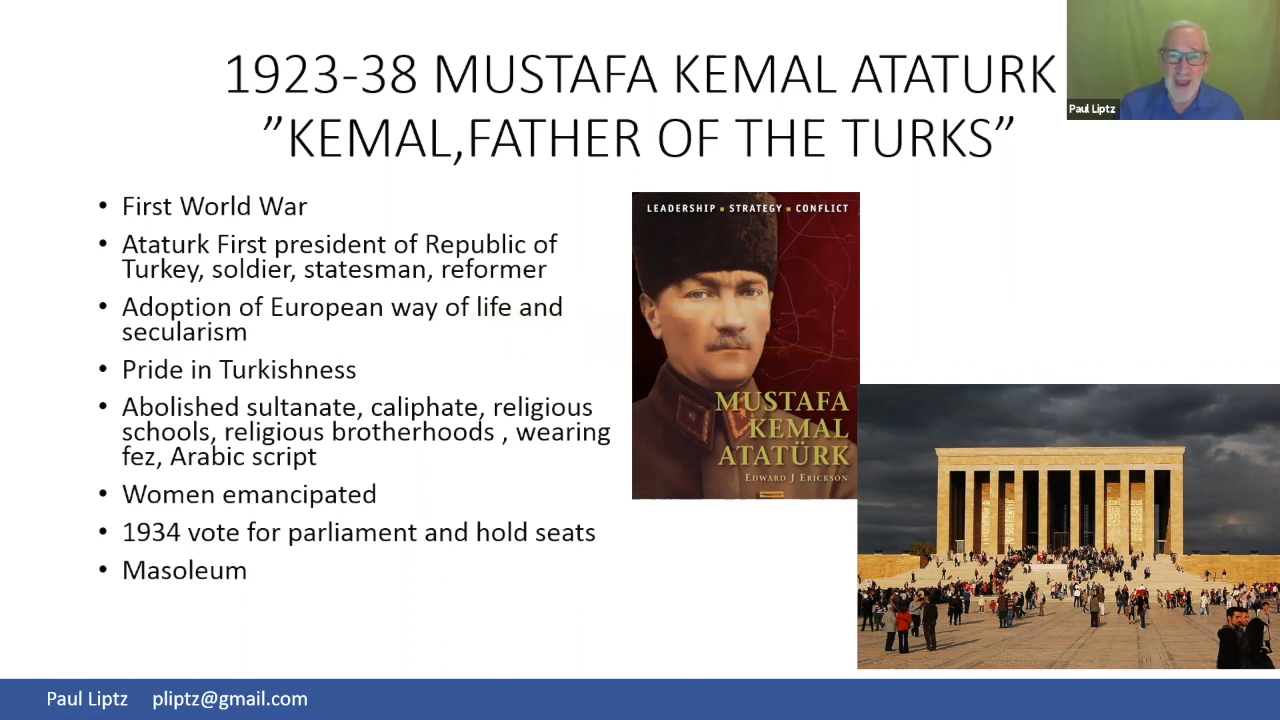 1923-38 MUSTAFA KEMAL ATATURK
”KEMAL,FATHER OF THE TURKS”
Paul Liptz
• First World War
• Ataturk First president of Republic of
Turkey, soldier, statesman, reformer
• Adoption of European way of life and
secularism
• Pride in Turkishness
• Abolished sultanate, caliphate, religious
schools, religious brotherhoods , wearing
fez, Arabic script
• Women emancipated
• 1934 vote for parliament and hold seats
• Masoleum
LEADERSHIP ▪ STRATEGY ▪ CONFLICT
MUSTAFA
KEMAL
ATATÜRK
EDWARD J ERICKSON
Paul Liptz pliptz@gmail.com